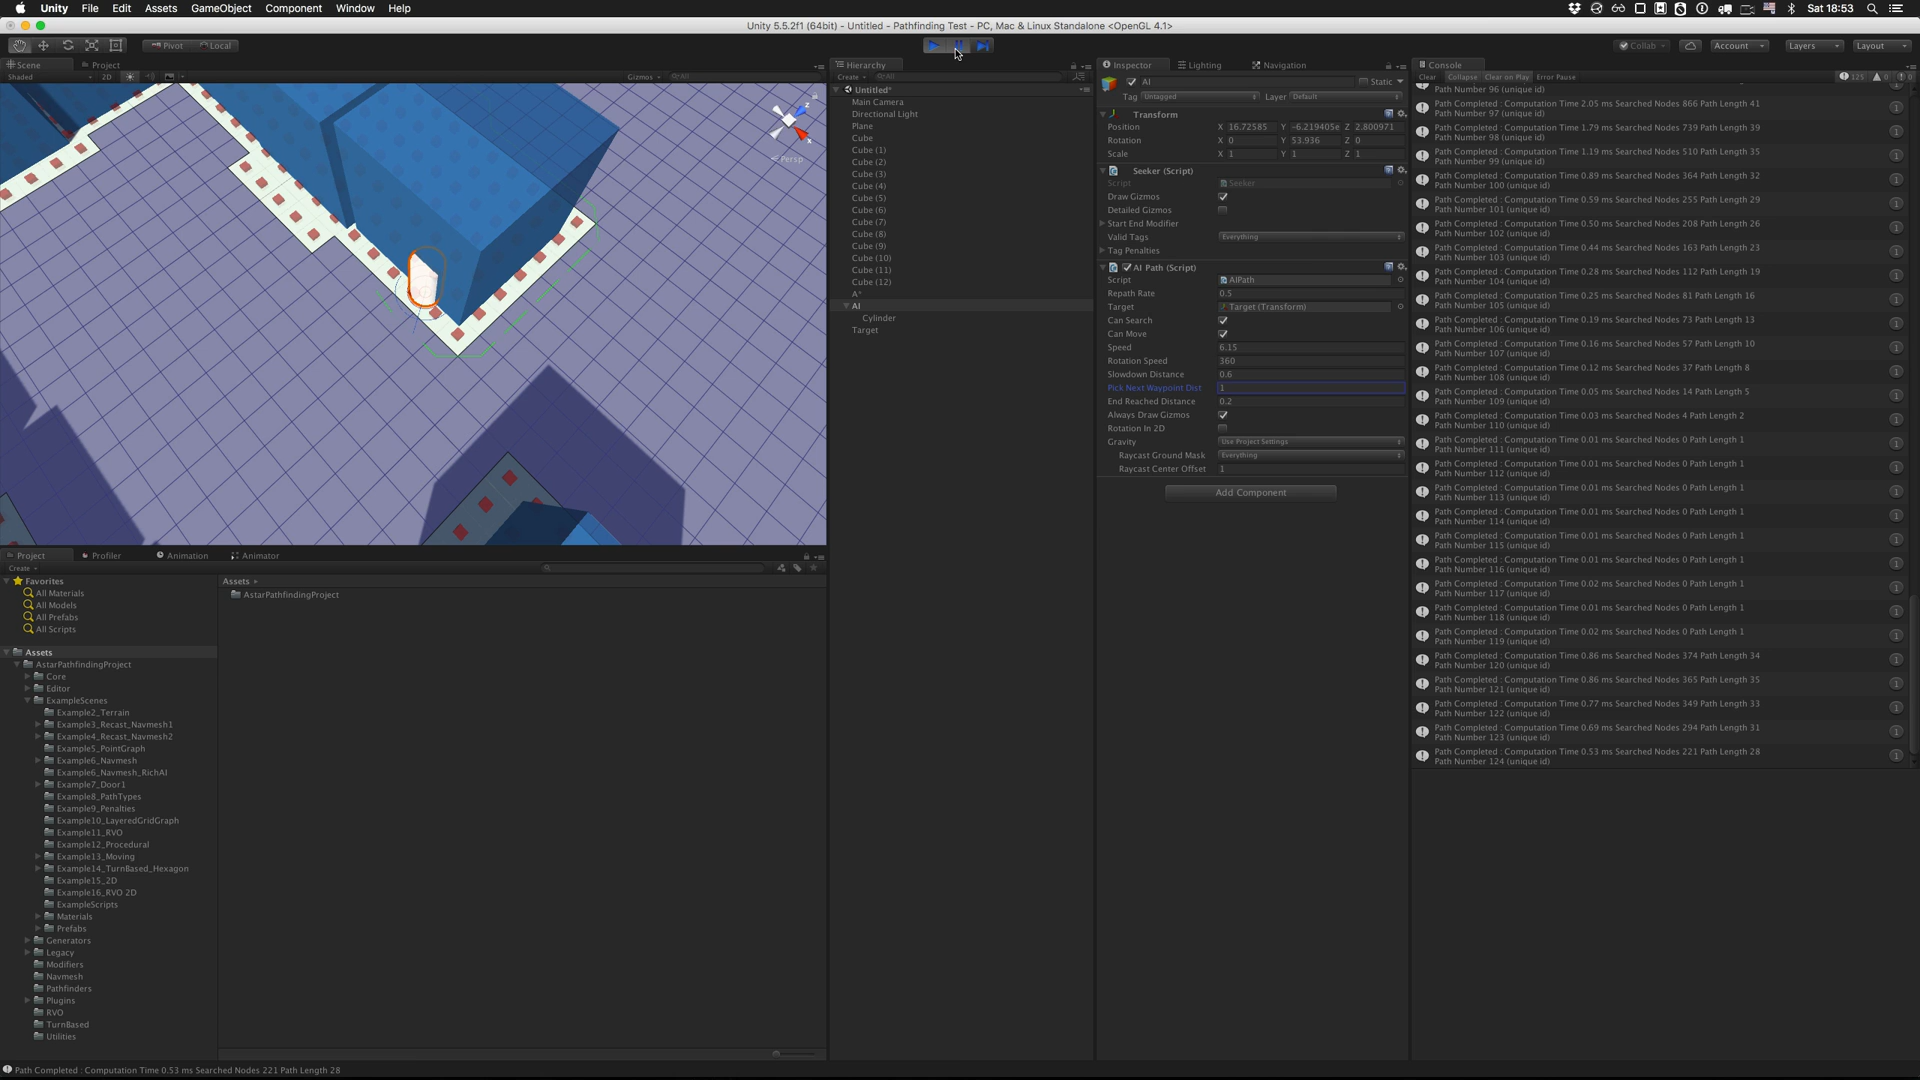 Unity File Edit Assets GameObject Component Window Help
Sat 18:53
Unity 5.5.2f1 (64bit) - Untitled - Pathfinding Test - PC, Mac & Linux Standalone <OpenGL 4.1>
Pivot Local
Collab Account Layers Layout
Scene Project
Shaded 2D Gizmos All
z
x
Persp
Hierarchy
Create All
Untitled*
Main Camera
Directional Light
Plane
Cube
Cube (1)
Cube (2)
Cube (3)
Cube (4)
Cube (5)
Cube (6)
Cube (7)
Cube (8)
Cube (9)
Cube (10)
Cube (11)
Cube (12)
A*
AI
Cylinder
Target
Inspector Lighting Navigation
AI Static
Tag Untagged Layer Default
Transform
Position X 16.72585 Y -6.219405e Z 2.800971
Rotation X 0 Y 53.936 Z 0
Scale X 1 Y 1 Z 1
Seeker (Script)
Script Seeker
Draw Gizmos
Detailed Gizmos
Start End Modifier
Valid Tags Everything
Tag Penalties
AI Path (Script)
Script AIPath
Repath Rate 0.5
Target Target (Transform)
Can Search
Can Move
Speed 6.15
Rotation Speed 360
Slowdown Distance 0.6
Pick Next Waypoint Dist 1
End Reached Distance 0.2
Always Draw Gizmos
Rotation In 2D
Gravity Use Project Settings
Raycast Ground Mask Everything
Raycast Center Offset 1
Add Component
Console
Clear Collapse Clear on Play Error Pause 125 0 0
Path Number 96 (unique id)
Path Completed : Computation Time 2.05 ms Searched Nodes 866 Path Length 41
Path Number 97 (unique id) 1
Path Completed : Computation Time 1.79 ms Searched Nodes 739 Path Length 39
Path Number 98 (unique id) 1
Path Completed : Computation Time 1.19 ms Searched Nodes 510 Path Length 35
Path Number 99 (unique id) 1
Path Completed : Computation Time 0.89 ms Searched Nodes 364 Path Length 32
Path Number 100 (unique id) 1
Path Completed : Computation Time 0.59 ms Searched Nodes 255 Path Length 29
Path Number 101 (unique id) 1
Path Completed : Computation Time 0.50 ms Searched Nodes 208 Path Length 26
Path Number 102 (unique id) 1
Path Completed : Computation Time 0.44 ms Searched Nodes 163 Path Length 23
Path Number 103 (unique id) 1
Path Completed : Computation Time 0.28 ms Searched Nodes 112 Path Length 19
Path Number 104 (unique id) 1
Path Completed : Computation Time 0.25 ms Searched Nodes 81 Path Length 16
Path Number 105 (unique id) 1
Path Completed : Computation Time 0.19 ms Searched Nodes 73 Path Length 13
Path Number 106 (unique id) 1
Path Completed : Computation Time 0.16 ms Searched Nodes 57 Path Length 10
Path Number 107 (unique id) 1
Path Completed : Computation Time 0.12 ms Searched Nodes 37 Path Length 8
Path Number 108 (unique id) 1
Path Completed : Computation Time 0.05 ms Searched Nodes 14 Path Length 5
Path Number 109 (unique id) 1
Path Completed : Computation Time 0.03 ms Searched Nodes 4 Path Length 2
Path Number 110 (unique id) 1
Path Completed : Computation Time 0.01 ms Searched Nodes 0 Path Length 1
Path Number 111 (unique id) 1
Path Completed : Computation Time 0.01 ms Searched Nodes 0 Path Length 1
Path Number 112 (unique id) 1
Path Completed : Computation Time 0.01 ms Searched Nodes 0 Path Length 1
Path Number 113 (unique id) 1
Path Completed : Computation Time 0.01 ms Searched Nodes 0 Path Length 1
Path Number 114 (unique id) 1
Path Completed : Computation Time 0.01 ms Searched Nodes 0 Path Length 1
Path Number 115 (unique id) 1
Path Completed : Computation Time 0.01 ms Searched Nodes 0 Path Length 1
Path Number 116 (unique id) 1
Path Completed : Computation Time 0.02 ms Searched Nodes 0 Path Length 1
Path Number 117 (unique id) 1
Path Completed : Computation Time 0.01 ms Searched Nodes 0 Path Length 1
Path Number 118 (unique id) 1
Path Completed : Computation Time 0.02 ms Searched Nodes 0 Path Length 1
Path Number 119 (unique id) 1
Path Completed : Computation Time 0.86 ms Searched Nodes 374 Path Length 34
Path Number 120 (unique id) 1
Path Completed : Computation Time 0.86 ms Searched Nodes 365 Path Length 35
Path Number 121 (unique id) 1
Path Completed : Computation Time 0.77 ms Searched Nodes 349 Path Length 33
Path Number 122 (unique id) 1
Path Completed : Computation Time 0.69 ms Searched Nodes 294 Path Length 31
Path Number 123 (unique id) 1
Path Completed : Computation Time 0.53 ms Searched Nodes 221 Path Length 28
Path Number 124 (unique id) 1
Project Profiler Animation Animator
Create
Favorites
All Materials
All Models
All Prefabs
All Scripts
Assets
AstarPathfindingProject
Core
Editor
ExampleScenes
Example2_Terrain
Example3_Recast_Navmesh1
Example4_Recast_Navmesh2
Example5_PointGraph
Example6_Navmesh
Example6_Navmesh_RichAI
Example7_Door1
Example8_PathTypes
Example9_Penalties
Example10_LayeredGridGraph
Example11_RVO
Example12_Procedural
Example13_Moving
Example14_TurnBased_Hexagon
Example15_2D
Example16_RVO 2D
ExampleScripts
Materials
Prefabs
Generators
Legacy
Modifiers
Navmesh
Pathfinders
Plugins
RVO
TurnBased
Utilities
Assets
AstarPathfindingProject
Path Completed : Computation Time 0.53 ms Searched Nodes 221 Path Length 28